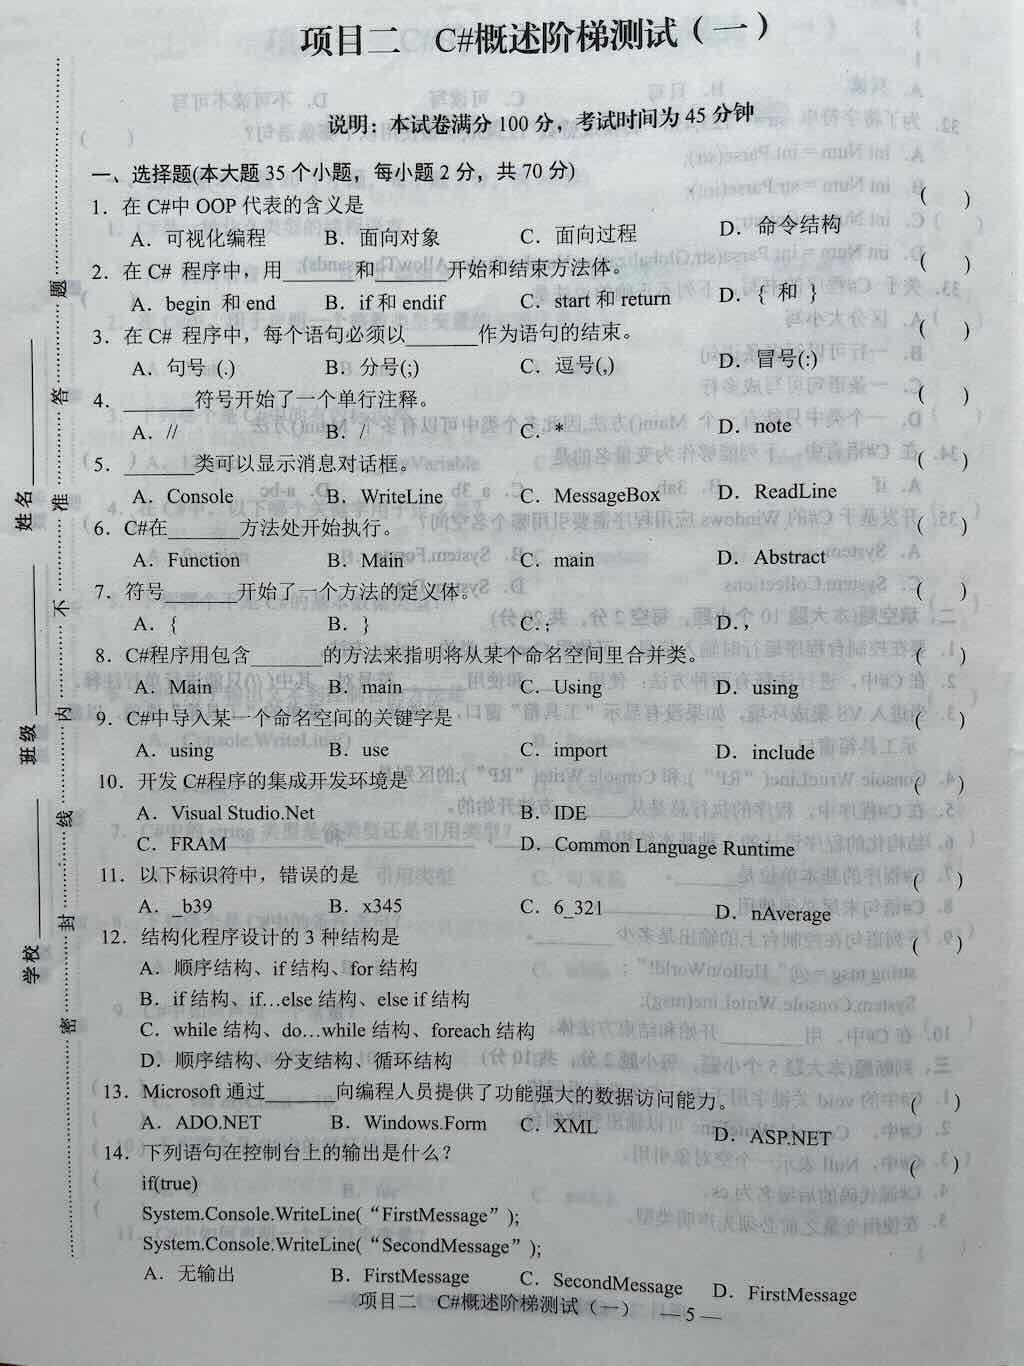 项目二 C#概述阶梯测试(一)
说明：本试卷满分 100 分，考试时间为 45 分钟
一、选择题(本大题 35 个小题，每小题 2 分，共 70 分)
1．在 C#中 OOP 代表的含义是 ( )
A．可视化编程 B．面向对象 C．面向过程 D．命令结构
2．在 C# 程序中，用______和______开始和结束方法体。 ( )
A．begin 和 end B．if 和 endif C．start 和 return D．{ 和 }
3．在 C# 程序中，每个语句必须以______作为语句的结束。 ( )
A．句号 (.) B．分号(;) C．逗号(,) D．冒号(:)
4．______符号开始了一个单行注释。 ( )
A．// B．/ C．* D．note
5．______类可以显示消息对话框。 ( )
A．Console B．WriteLine C．MessageBox D．ReadLine
6．C#在______方法处开始执行。 ( )
A．Function B．Main C．main D．Abstract
7．符号______开始了一个方法的定义体。 ( )
A．{ B．} C．; D．,
8．C#程序用包含______的方法来指明将从某个命名空间里合并类。 ( )
A．Main B．main C．Using D．using
9．C#中导入某一个命名空间的关键字是 ( )
A．using B．use C．import D．include
10．开发 C#程序的集成开发环境是 ( )
A．Visual Studio.Net B．IDE
C．FRAM D．Common Language Runtime
11．以下标识符中，错误的是 ( )
A．_b39 B．x345 C．6_321 D．nAverage
12．结构化程序设计的 3 种结构是 ( )
A．顺序结构、if 结构、for 结构
B．if 结构、if…else 结构、else if 结构
C．while 结构、do…while 结构、foreach 结构
D．顺序结构、分支结构、循环结构
13．Microsoft 通过______向编程人员提供了功能强大的数据访问能力。 ( )
A．ADO.NET B．Windows.Form C．XML D．ASP.NET
14．下列语句在控制台上的输出是什么？ ( )
if(true)
System.Console.WriteLine(“FirstMessage”);
System.Console.WriteLine(“SecondMessage”);
A．无输出 B．FirstMessage C．SecondMessage D．FirstMessage
项目二 C#概述阶梯测试(一) —5—
学校 班级 姓名
密 封 线 内 不 准 答 题